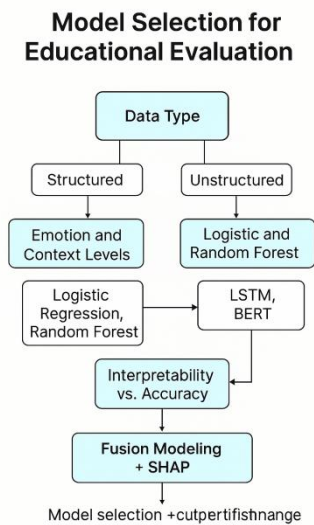 Model Selection for
Educational Evaluation
Data Type
Structured
Unstructured
Emotion and
Context Levels
Logistic and
Random Forest
Logistic
Regression,
Random Forest
LSTM,
BERT
Interpretability
vs. Accuracy
Fusion Modeling
+ SHAP
Model selection +cutpertifishnange